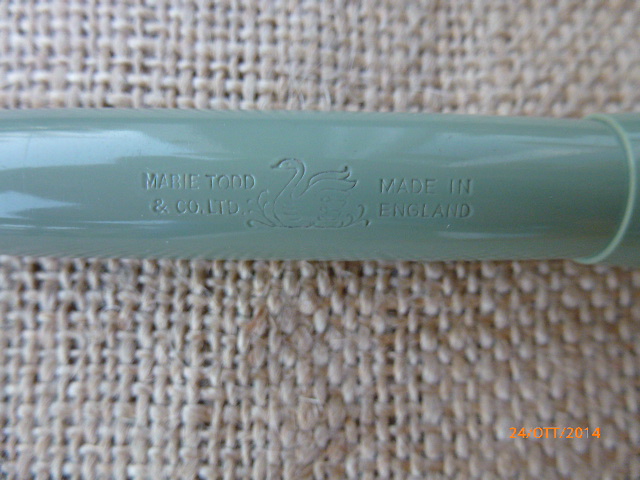 MABIE TODD
& CO. LTD.
MADE IN
ENGLAND
24/OTT/2014